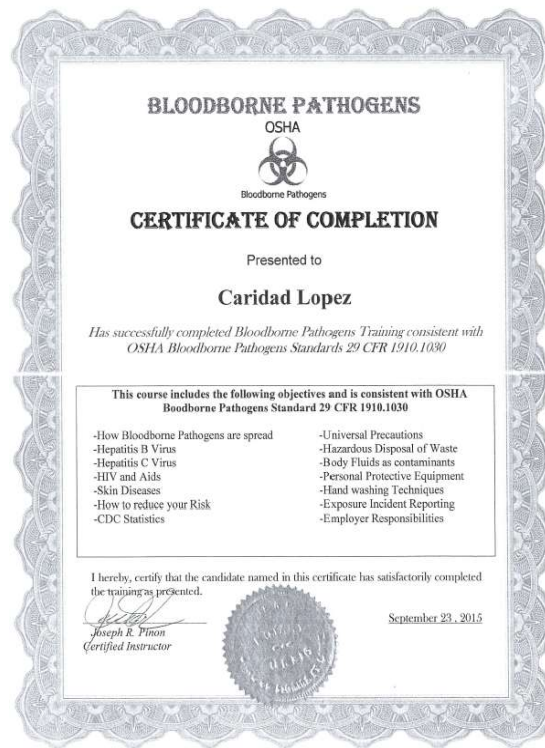 BLOODBORNE PATHOGENS
OSHA
Bloodborne Pathogens
CERTIFICATE OF COMPLETION
Presented to
Caridad Lopez
Has successfully completed Bloodborne Pathogens Training consistent with
OSHA Bloodborne Pathogens Standards 29 CFR 1910.1030
This course includes the following objectives and is consistent with OSHA
Boodborne Pathogens Standard 29 CFR 1910.1030
-How Bloodborne Pathogens are spread
-Hepatitis B Virus
-Hepatitis C Virus
-HIV and Aids
-Skin Diseases
-How to reduce your Risk
-CDC Statistics
-Universal Precautions
-Hazardous Disposal of Waste
-Body Fluids as contaminants
-Personal Protective Equipment
-Hand washing Techniques
-Exposure Incident Reporting
-Employer Responsibilities
I hereby, certify that the candidate named in this certificate has satisfactorily completed
the training as presented.
Joseph R. Pinon
Certified Instructor
September 23 , 2015